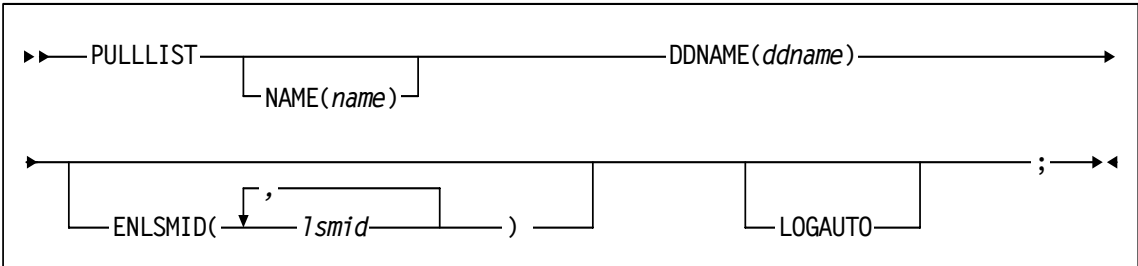 PULLLIST DDNAME(ddname)
NAME(name)
;
,
ENLSMID( lsmid ) LOGAUTO